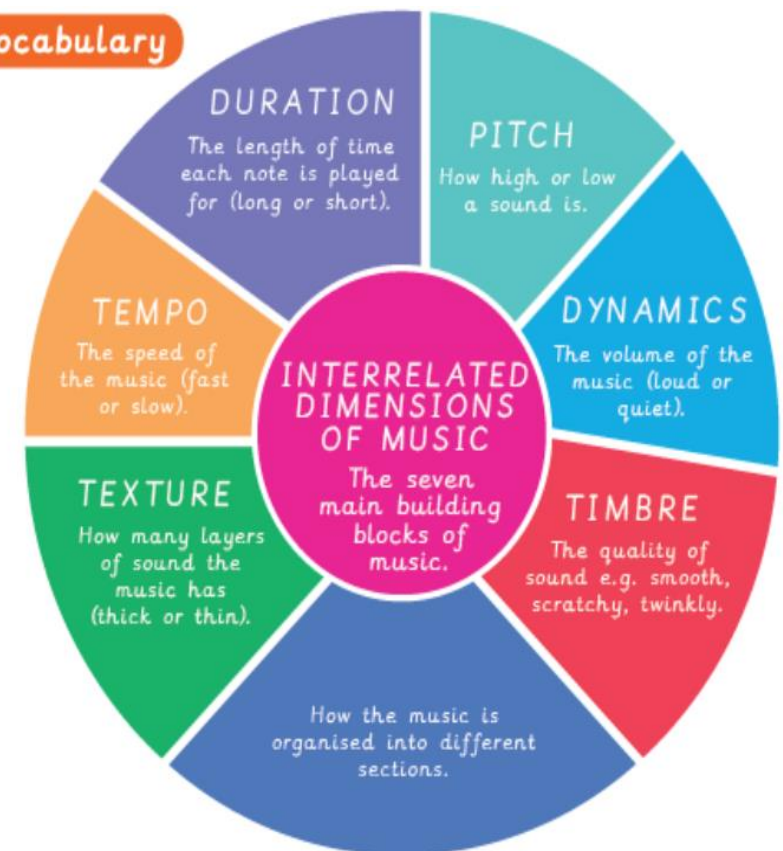 ocabulary
DURATION
The length of time
each note is played
for (long or short).
PITCH
How high or low
a sound is.
DYNAMICS
The volume of the
music (loud or
quiet).
TIMBRE
The quality of
sound e.g. smooth,
scratchy, twinkly.
How the music is
organised into different
sections.
TEXTURE
How many layers
of sound the
music has
(thick or thin).
TEMPO
The speed of
the music (fast
or slow).
INTERRELATED
DIMENSIONS
OF MUSIC
The seven
main building
blocks of
music.